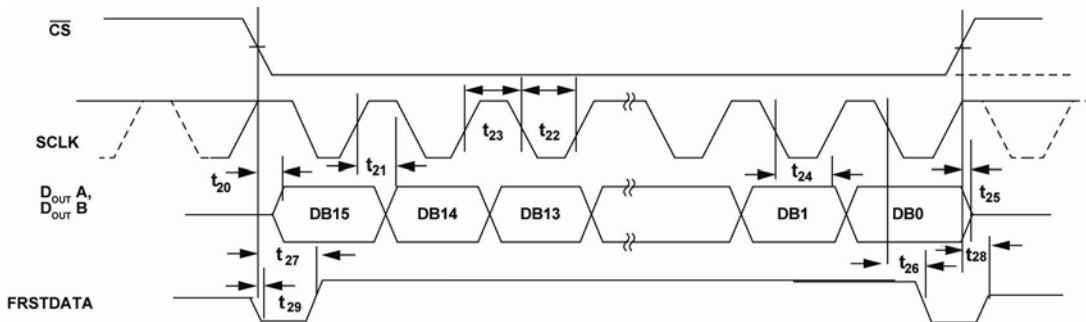 CS
SCLK
t23
t22
t20
t21
t24
t25
DOUT A,
DOUT B
DB15
DB14
DB13
DB1
DB0
t27
t26
t28
FRSTDATA
t29